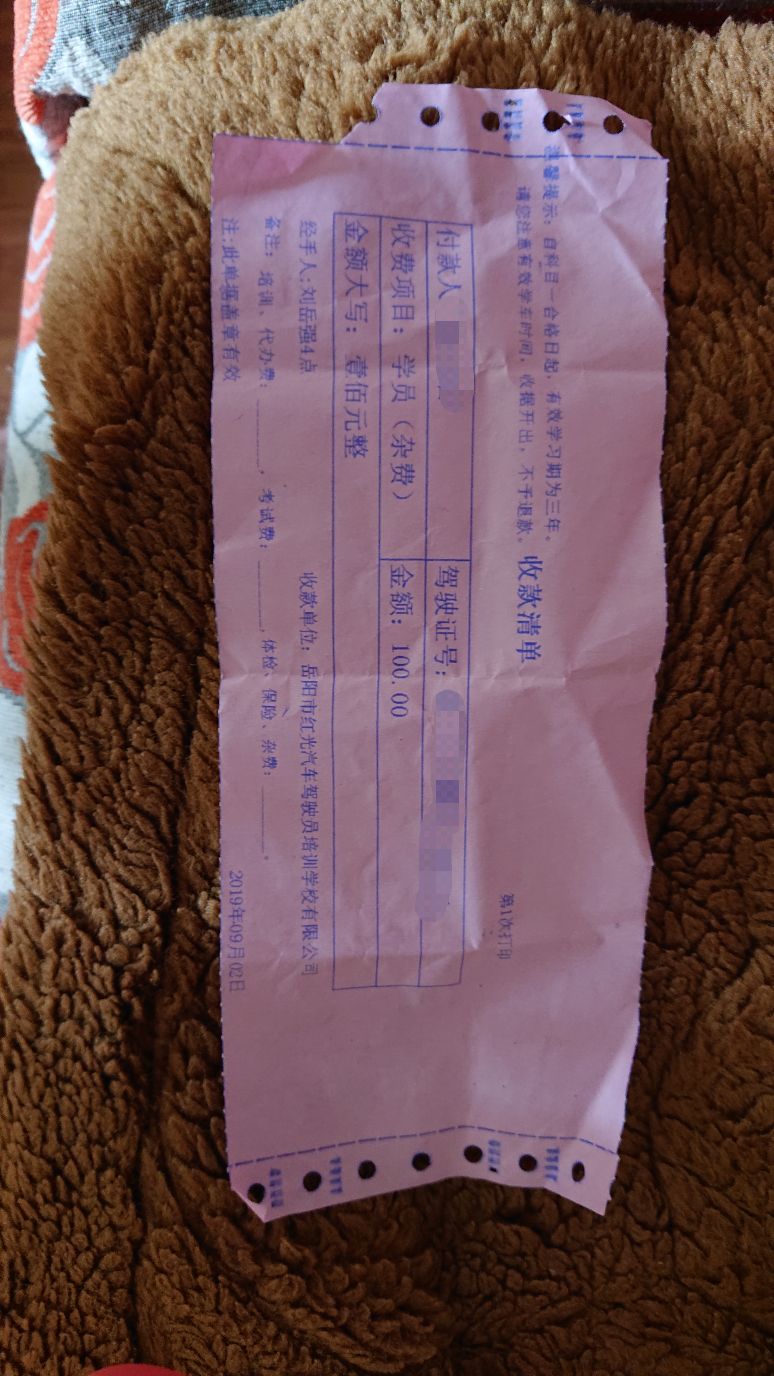 温馨提示：自科目一合格日起，有效学习期为三年。
请您注意有效学车时间，收据开出，不予退款。
收款清单
第1次打印
付款人
驾驶证号：
收费项目：学员（杂费）
金额：100.00
金额大写：壹佰元整
经手人:刘岳强4点
收款单位：岳阳市红光汽车驾驶员培训学校有限公司
备注：培训、代办费：______，考试费：______，体检、保险、杂费：______。
注:此单据盖章有效
2019年09月02日